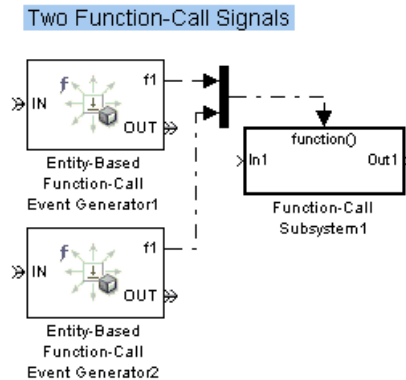 Two Function-Call Signals
f
f1
IN
OUT
Entity-Based
Function-Call
Event Generator1
function()
In1
Out1
Function-Call
Subsystem1
f
f1
IN
OUT
Entity-Based
Function-Call
Event Generator2